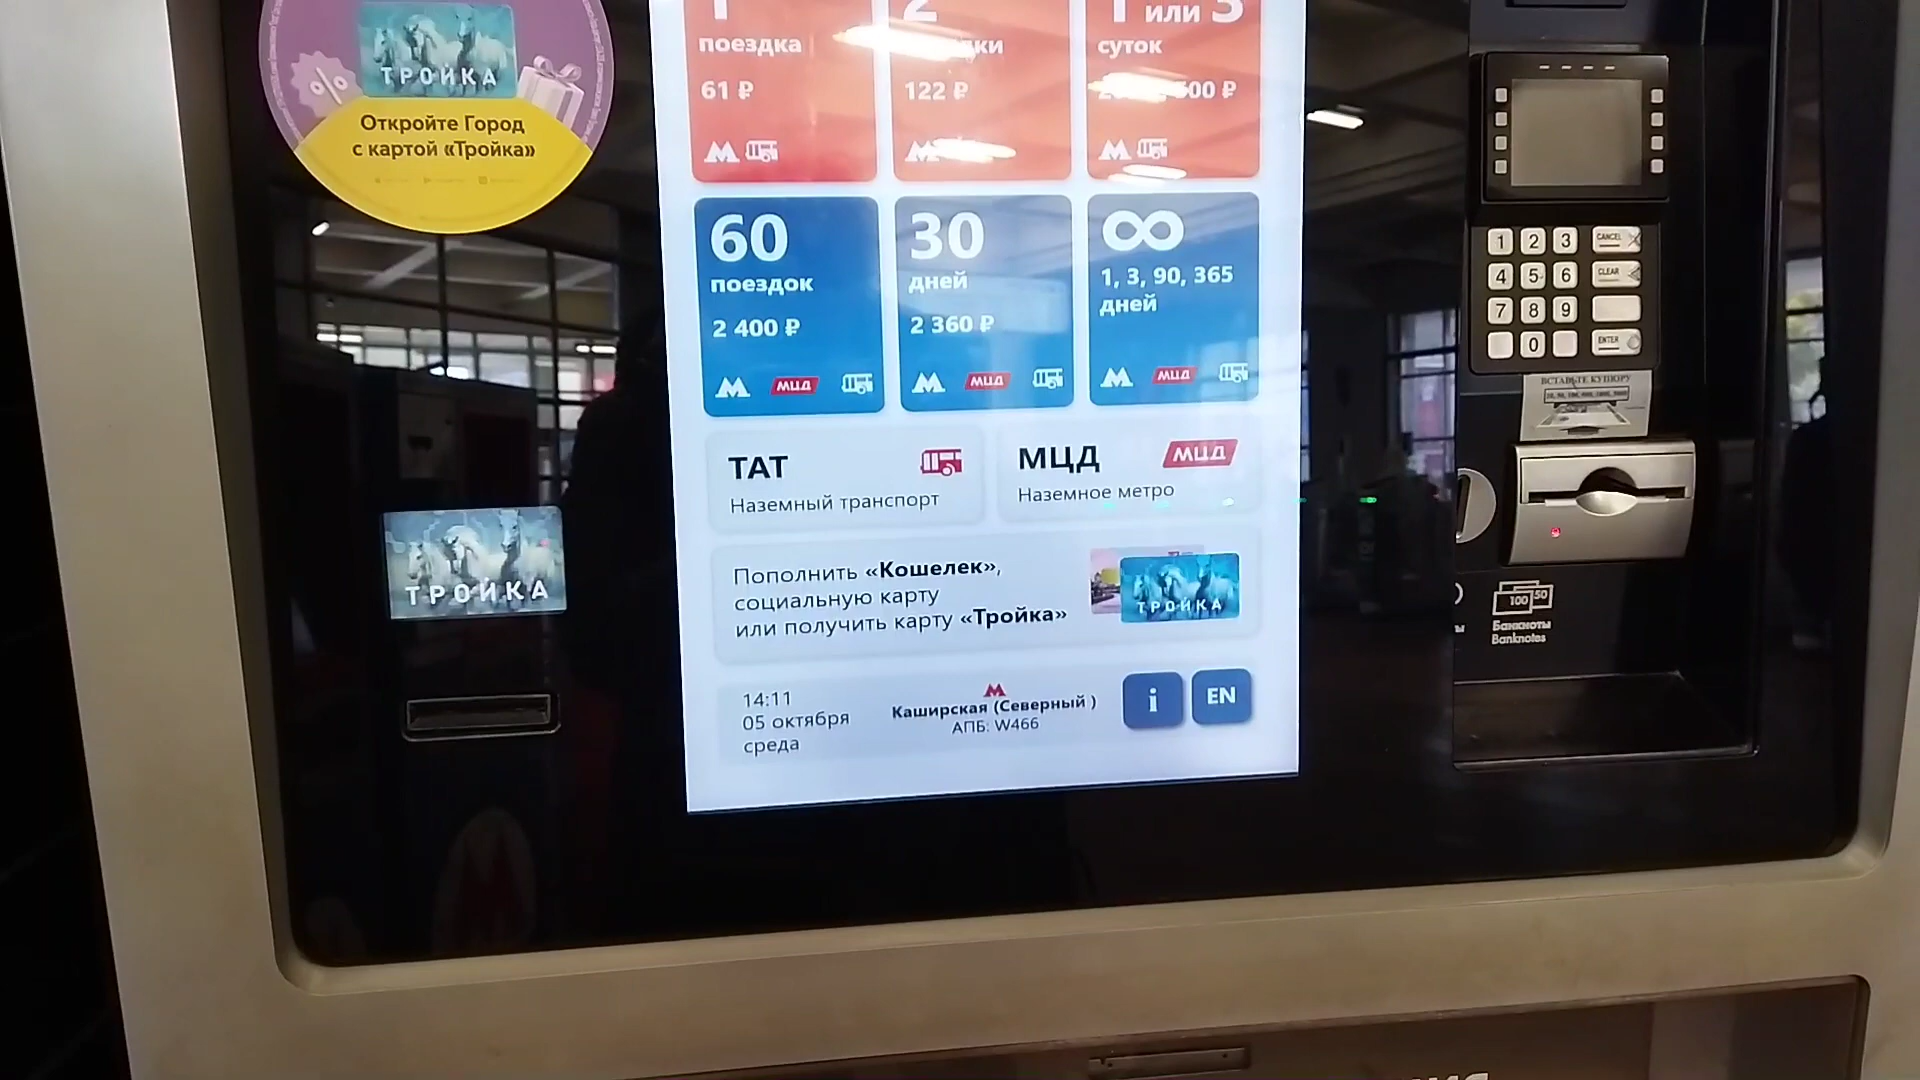 ТРОЙКА
Откройте Город
с картой «Тройка»
1
поездка
61 ₽
2
122 ₽
1 или 3
суток
60
поездок
2 400 ₽
МЦД
30
дней
2 360 ₽
МЦД
∞
1, 3, 90, 365
дней
МЦД
ТАТ
Наземный транспорт
МЦД
МЦД
Наземное метро
Пополнить «Кошелек»,
социальную карту
или получить карту «Тройка»
ТРОЙКА
14:11
05 октября
среда
Каширская (Северный )
АПБ: W466
i
EN
ТРОЙКА
1 2 3 CANCEL
4 5 6 CLEAR
7 8 9
0 ENTER
ВСТАВЬТЕ КУПЮРУ
100 50
Банкноты
Banknotes